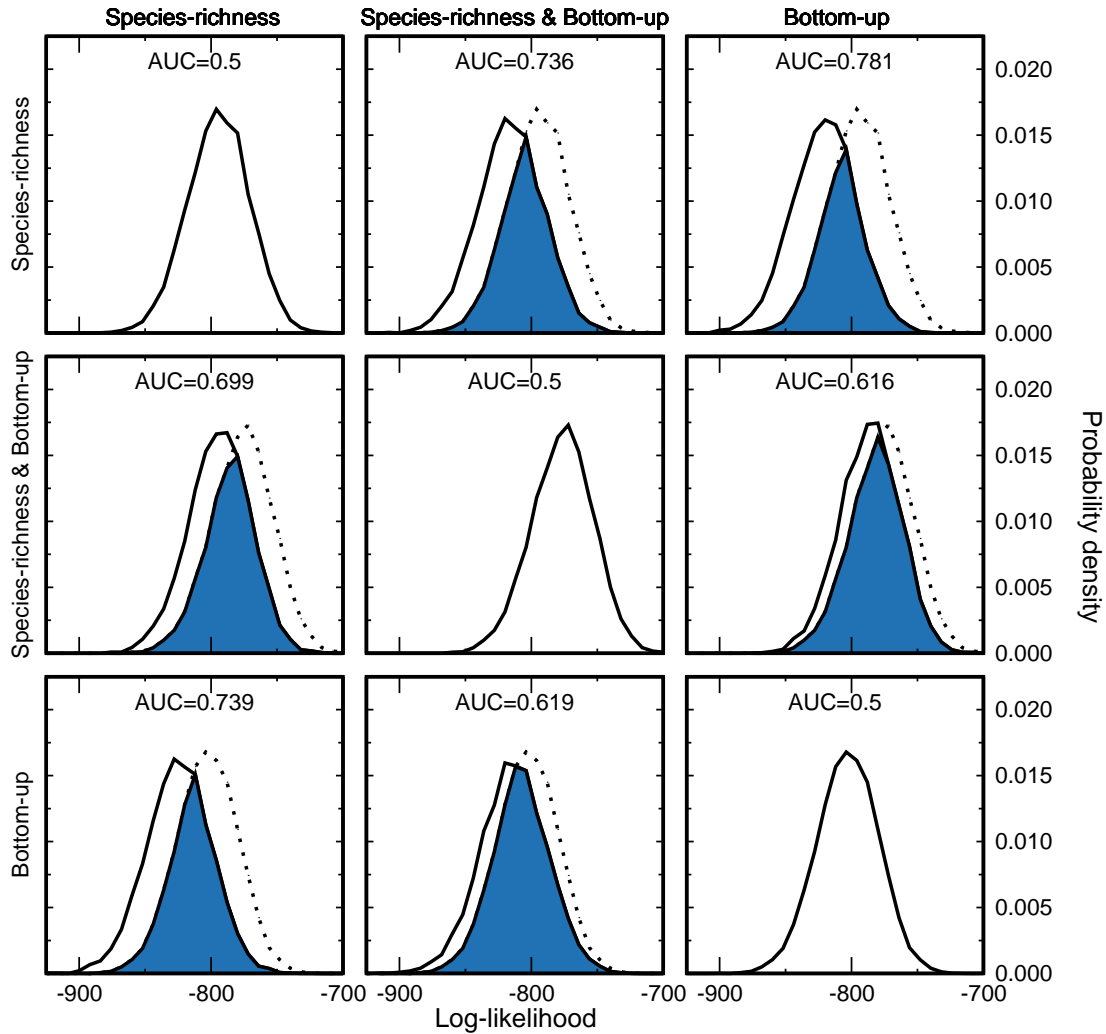 Species-richness
Species-richness & Bottom-up
Bottom-up
Species-richness
AUC=0.5
AUC=0.736
AUC=0.781
0.020
0.015
0.010
0.005
0.000
Species-richness & Bottom-up
AUC=0.699
AUC=0.5
AUC=0.616
0.020
0.015
0.010
0.005
0.000
Probability density
Bottom-up
AUC=0.739
AUC=0.619
AUC=0.5
0.020
0.015
0.010
0.005
0.000
-900 -800 -700 -900 -800 -700 -900 -800 -700
Log-likelihood